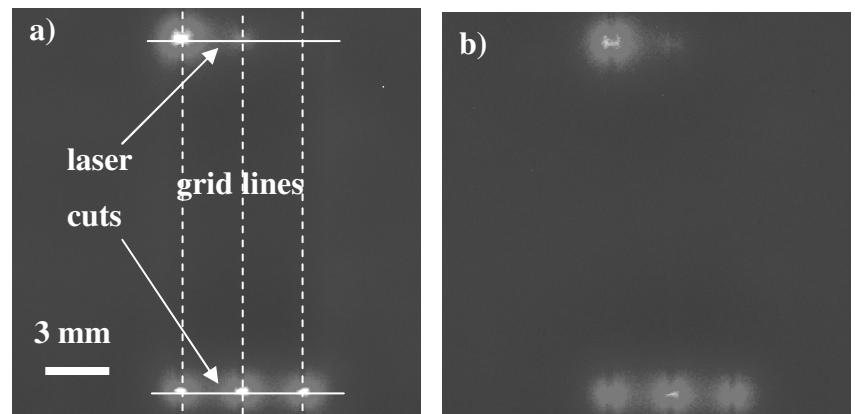 a)
b)
laser
cuts
grid lines
3 mm